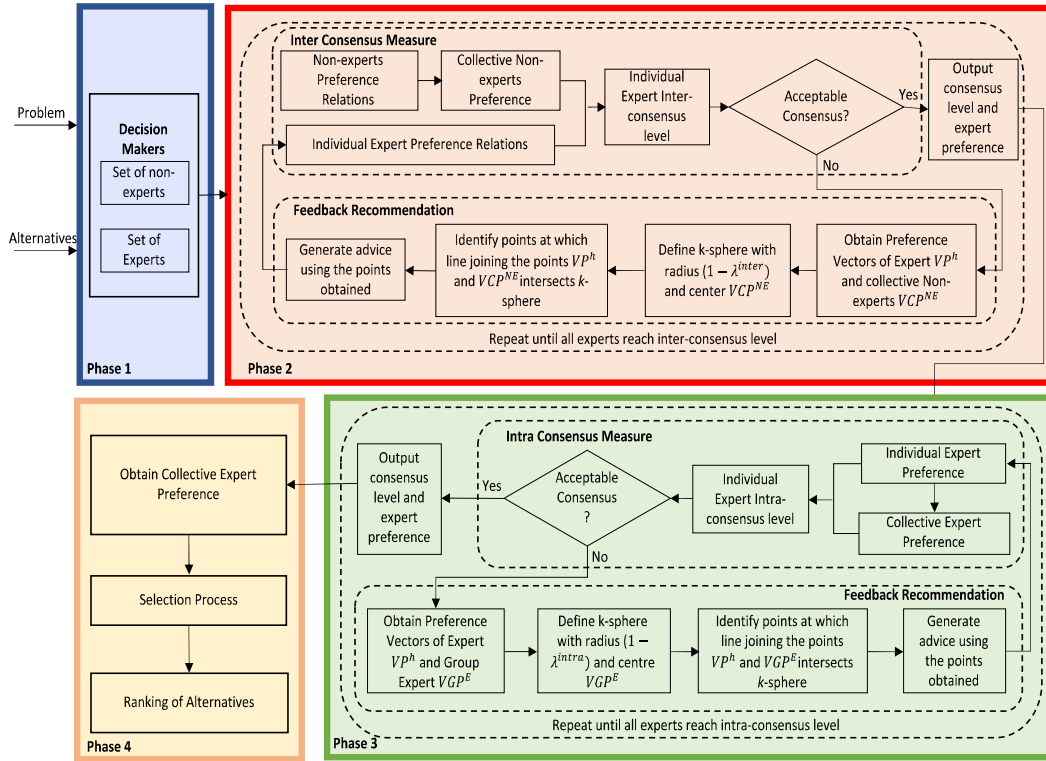 Problem
Alternatives
Decision
Makers
Set of non-
experts
Set of
Experts
Phase 1
Inter Consensus Measure
Non-experts
Preference
Relations
Collective Non-
experts
Preference
Individual Expert Preference Relations
Individual
Expert Inter-
consensus
level
Acceptable
Consensus?
Yes
No
Output
consensus
level and
expert
preference
Feedback Recommendation
Generate advice
using the points
obtained
Identify points at which
line joining the points VP^h
and VCP^NE intersects k-
sphere
Define k-sphere with
radius (1 − λ^inter)
and center VCP^NE
Obtain Preference
Vectors of Expert VP^h
and collective Non-
experts VCP^NE
Repeat until all experts reach inter-consensus level
Phase 2
Intra Consensus Measure
Output
consensus
level and
expert
preference
Yes
Acceptable
Consensus
?
No
Individual
Expert Intra-
consensus level
Individual Expert
Preference
Collective Expert
Preference
Feedback Recommendation
Obtain Preference
Vectors of Expert
VP^h and Group
Expert VGP^E
Define k-sphere
with radius (1 −
λ^intra) and centre
VGP^E
Identify points at which
line joining the points
VP^h and VGP^E intersects
k-sphere
Generate
advice using
the points
obtained
Repeat until all experts reach intra-consensus level
Phase 3
Obtain Collective Expert
Preference
Selection Process
Ranking of Alternatives
Phase 4